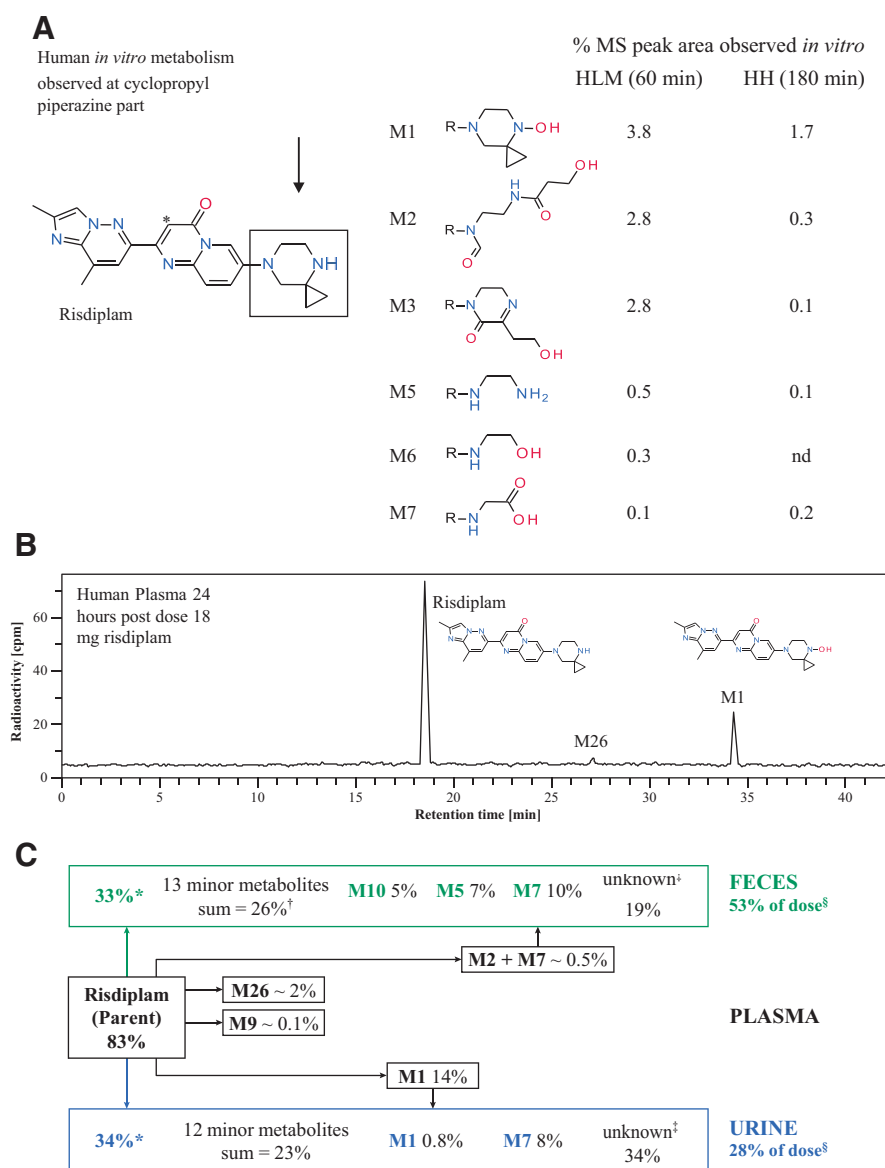 A
Human in vitro metabolism
observed at cyclopropyl
piperazine part
% MS peak area observed in vitro
HLM (60 min) HH (180 min)
M1 R N N OH 3.8 1.7
M2 R N H N O OH O 2.8 0.3
M3 R N N O OH 2.8 0.1
M5 R N H NH2 0.5 0.1
M6 R N H OH 0.3 nd
M7 R N H O OH 0.1 0.2
N N N N N O * N NH
Risdiplam
B
Human Plasma 24
hours post dose 18
mg risdiplam
Risdiplam
N N N N N O N NH
M26
N N N N N O N N OH
M1
Radioactivity [cpm]
60
40
20
0
0 5 10 15 20 25 30 35 40
Retention time [min]
C
33%* 13 minor metabolites M10 5% M5 7% M7 10% unknown‡ FECES
sum = 26%† 19% 53% of dose§
M2 + M7 ~ 0.5%
Risdiplam
(Parent)
83%
M26 ~ 2%
M9 ~ 0.1%
PLASMA
M1 14%
34%* 12 minor metabolites M1 0.8% M7 8% unknown‡ URINE
sum = 23% 34% 28% of dose§